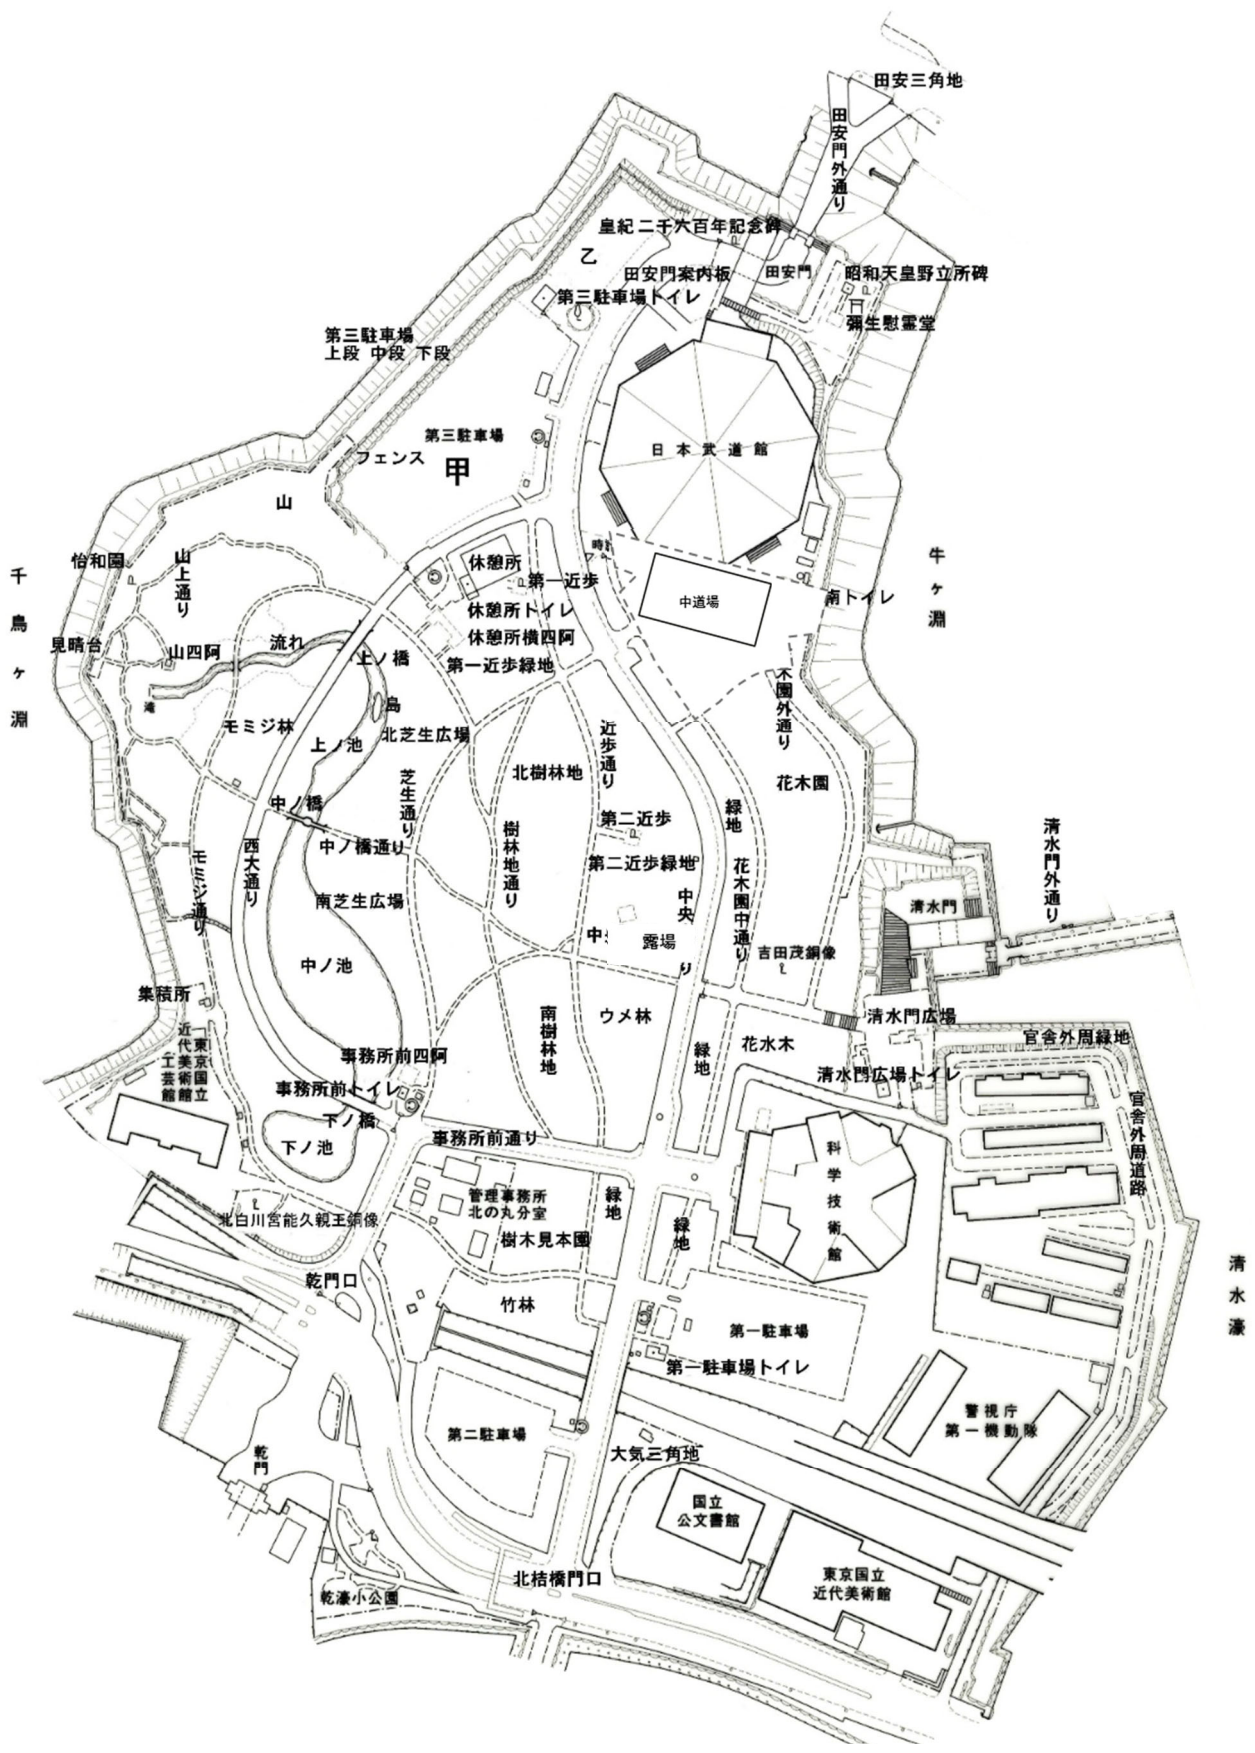 田安三角地
田安門外通り
皇紀二千六百年記念碑
乙
田安門案内板
田安門
昭和天皇野立所碑
第三駐車場トイレ
彌生慰霊堂
第三駐車場
上段 中段 下段
日本武道館
第三駐車場
フェンス
甲
山
怡和園
山上通り
休憩所
時計
第一近歩
牛ヶ淵
千鳥ヶ淵
中道場
南トイレ
休憩所トイレ
休憩所横四阿
見晴台
山四阿
流れ
上ノ橋
第一近歩緑地
滝
島
木園外通り
モミジ林
上ノ池
北芝生広場
近歩通り
北樹林地
花木園
芝生通り
中ノ橋
緑地
第二近歩
樹林地通り
西大通り
中ノ橋通り
モミジ通り
第二近歩緑地
花木園中通り
清水門外通り
南芝生広場
中央
清水門
露場
り
吉田茂銅像
中ノ池
集積所
南樹林地
ウメ林
清水門広場
東京国立
近代美術館
工芸館
事務所前四阿
緑地
花水木
官舎外周緑地
事務所前トイレ
清水門広場トイレ
官舎外周道路
下ノ橋
下ノ池
事務所前通り
科学技術館
管理事務所
北の丸分室
緑地
北白川宮能久親王銅像
緑地
樹木見本園
清水濠
乾門口
竹林
第一駐車場
第一駐車場トイレ
警視庁
第一機動隊
第二駐車場
大気三角地
乾門
国立
公文書館
北桔橋門口
東京国立
近代美術館
乾濠小公園